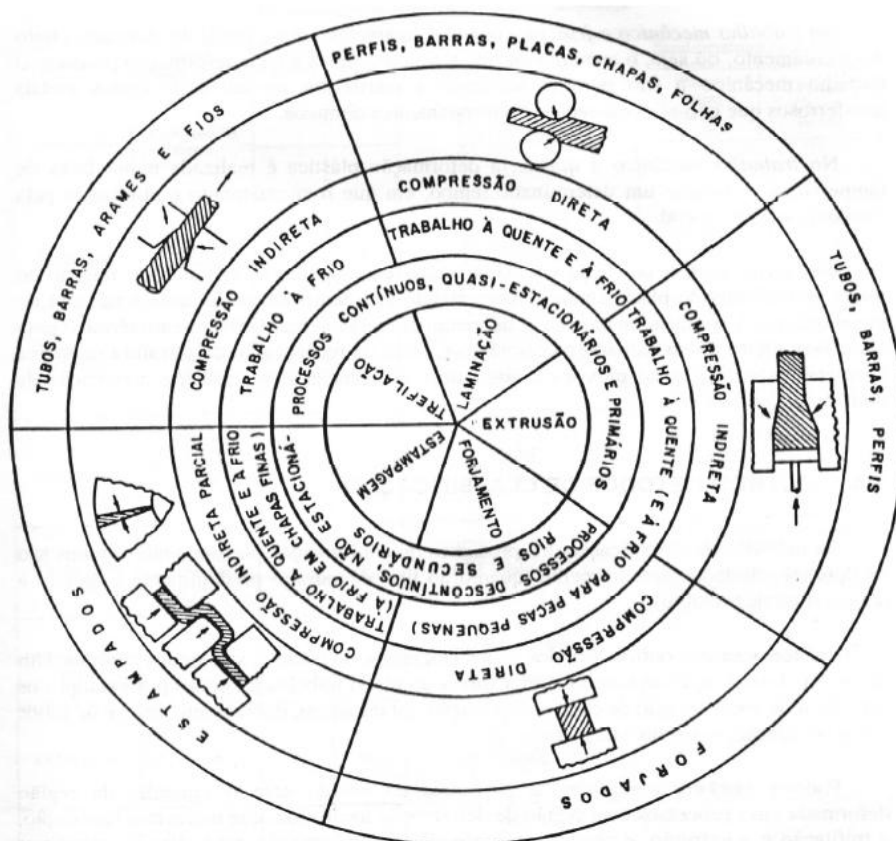 PERFIS, BARRAS, PLACAS, CHAPAS, FOLHAS
TUBOS, BARRAS, ARAMES E FIOS
TUBOS, BARRAS, PERFIS
FORJADOS
ESTAMPADOS
COMPRESSÃO DIRETA
COMPRESSÃO INDIRETA
COMPRESSÃO INDIRETA
COMPRESSÃO DIRETA
COMPRESSÃO INDIRETA PARCIAL
TRABALHO À QUENTE E À FRIO
TRABALHO À FRIO
TRABALHO À QUENTE (E À FRIO PARA PEÇAS PEQUENAS)
TRABALHO À QUENTE E À FRIO
(À FRIO EM CHAPAS FINAS)
PROCESSOS CONTÍNUOS, QUASI-ESTACIONÁRIOS E PRIMÁRIOS
PROCESSOS DESCONTÍNUOS, NÃO ESTACIONÁ-
RIOS E SECUNDÁRIOS
LAMINAÇÃO
TREFILAÇÃO
EXTRUSÃO
FORJAMENTO
ESTAMPAGEM